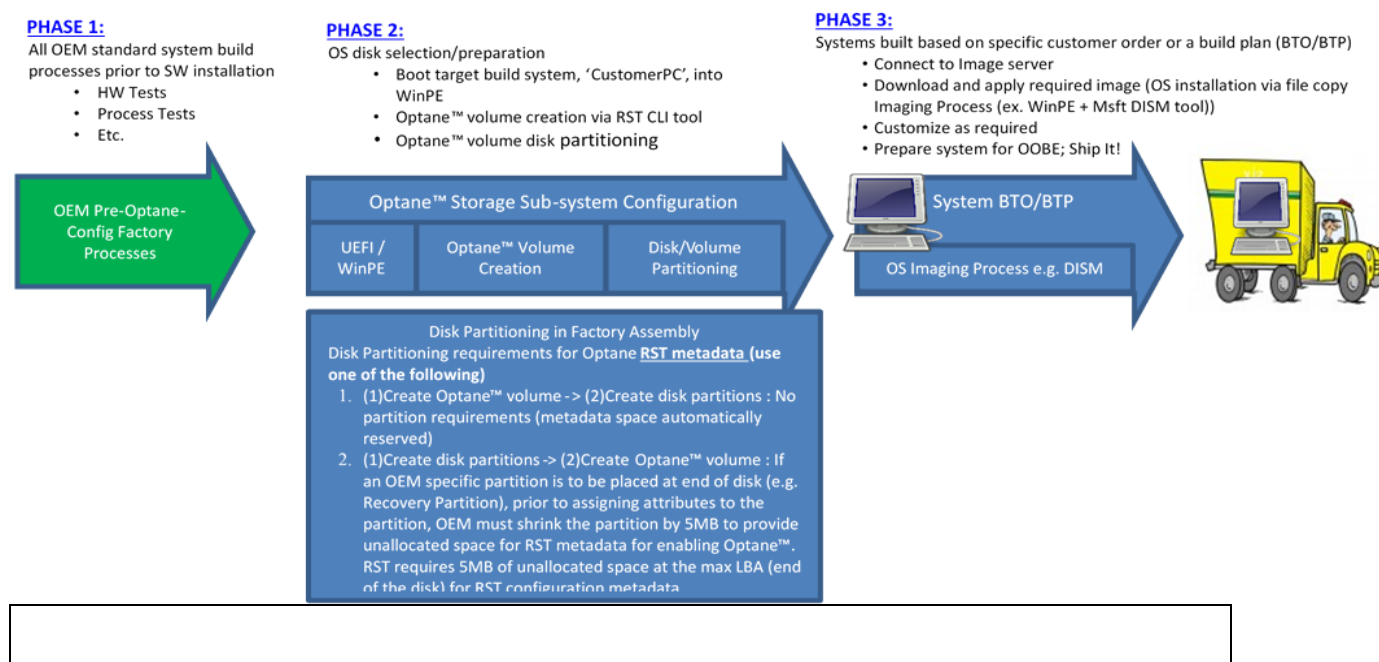 PHASE 1:
All OEM standard system build
processes prior to SW installation
• HW Tests
• Process Tests
• Etc.
OEM Pre-Optane-
Config Factory
Processes
PHASE 2:
OS disk selection/preparation
• Boot target build system, ‘CustomerPC’, into
WinPE
• Optane™ volume creation via RST CLI tool
• Optane™ volume disk partitioning
Optane™ Storage Sub-system Configuration
UEFI /
WinPE
Optane™ Volume
Creation
Disk/Volume
Partitioning
Disk Partitioning in Factory Assembly
Disk Partitioning requirements for Optane RST metadata (use
one of the following)
1. (1)Create Optane™ volume -> (2)Create disk partitions : No
partition requirements (metadata space automatically
reserved)
2. (1)Create disk partitions -> (2)Create Optane™ volume : If
an OEM specific partition is to be placed at end of disk (e.g.
Recovery Partition), prior to assigning attributes to the
partition, OEM must shrink the partition by 5MB to provide
unallocated space for RST metadata for enabling Optane™.
RST requires 5MB of unallocated space at the max LBA (end
of the disk) for RST configuration metadata
PHASE 3:
Systems built based on specific customer order or a build plan (BTO/BTP)
• Connect to Image server
• Download and apply required image (OS installation via file copy
Imaging Process (ex. WinPE + Msft DISM tool))
• Customize as required
• Prepare system for OOBE; Ship It!
System BTO/BTP
OS Imaging Process e.g. DISM